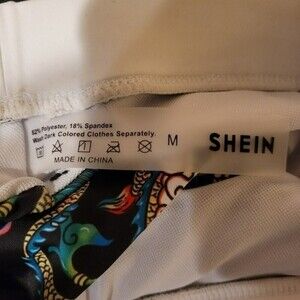 82% Polyester, 18% Spandex
Wash Dark Colored Clothes Separately.
M
SHEIN
MADE IN CHINA